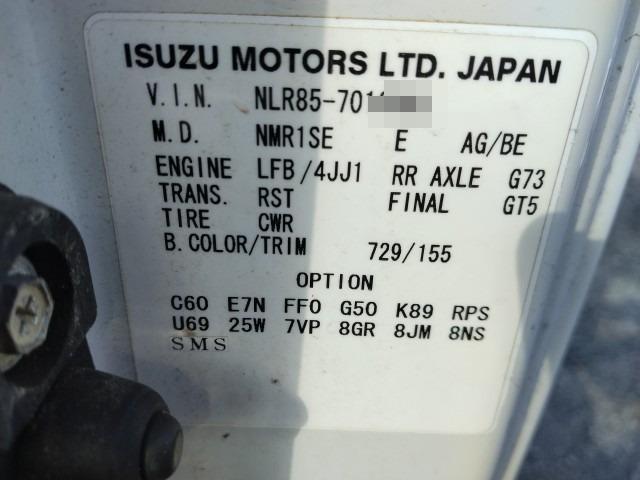 ISUZU MOTORS LTD. JAPAN
V.I.N. NLR85-701
M.D. NMR1SE E AG/BE
ENGINE LFB/4JJ1 RR AXLE G73
TRANS. RST FINAL GT5
TIRE CWR
B.COLOR/TRIM 729/155
OPTION
C60 E7N FF0 G50 K89 RPS
U69 25W 7VP 8GR 8JM 8NS
SMS